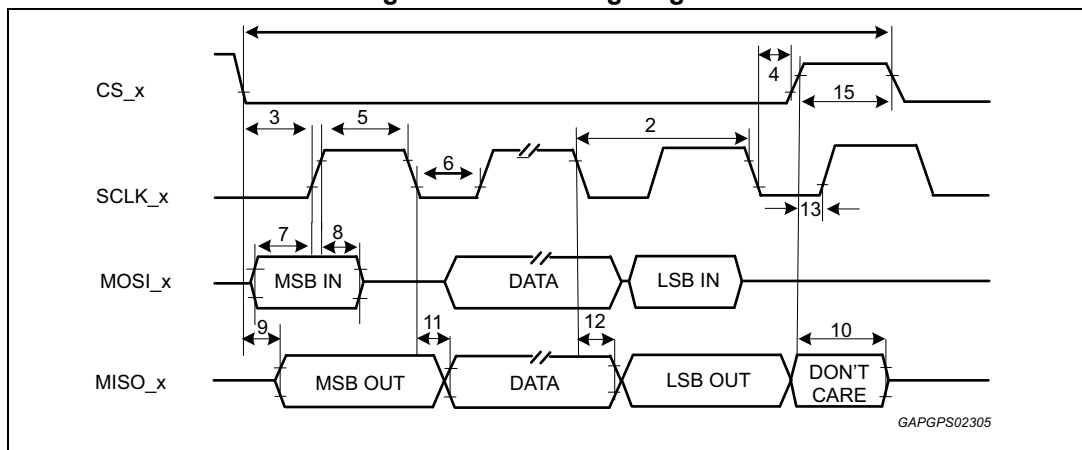 CS_x
4
15
3
5
2
6
SCLK_x
13
7
8
MOSI_x
MSB IN
DATA
LSB IN
9
11
12
10
MISO_x
MSB OUT
DATA
LSB OUT
DON'T
CARE
GAPGPS02305